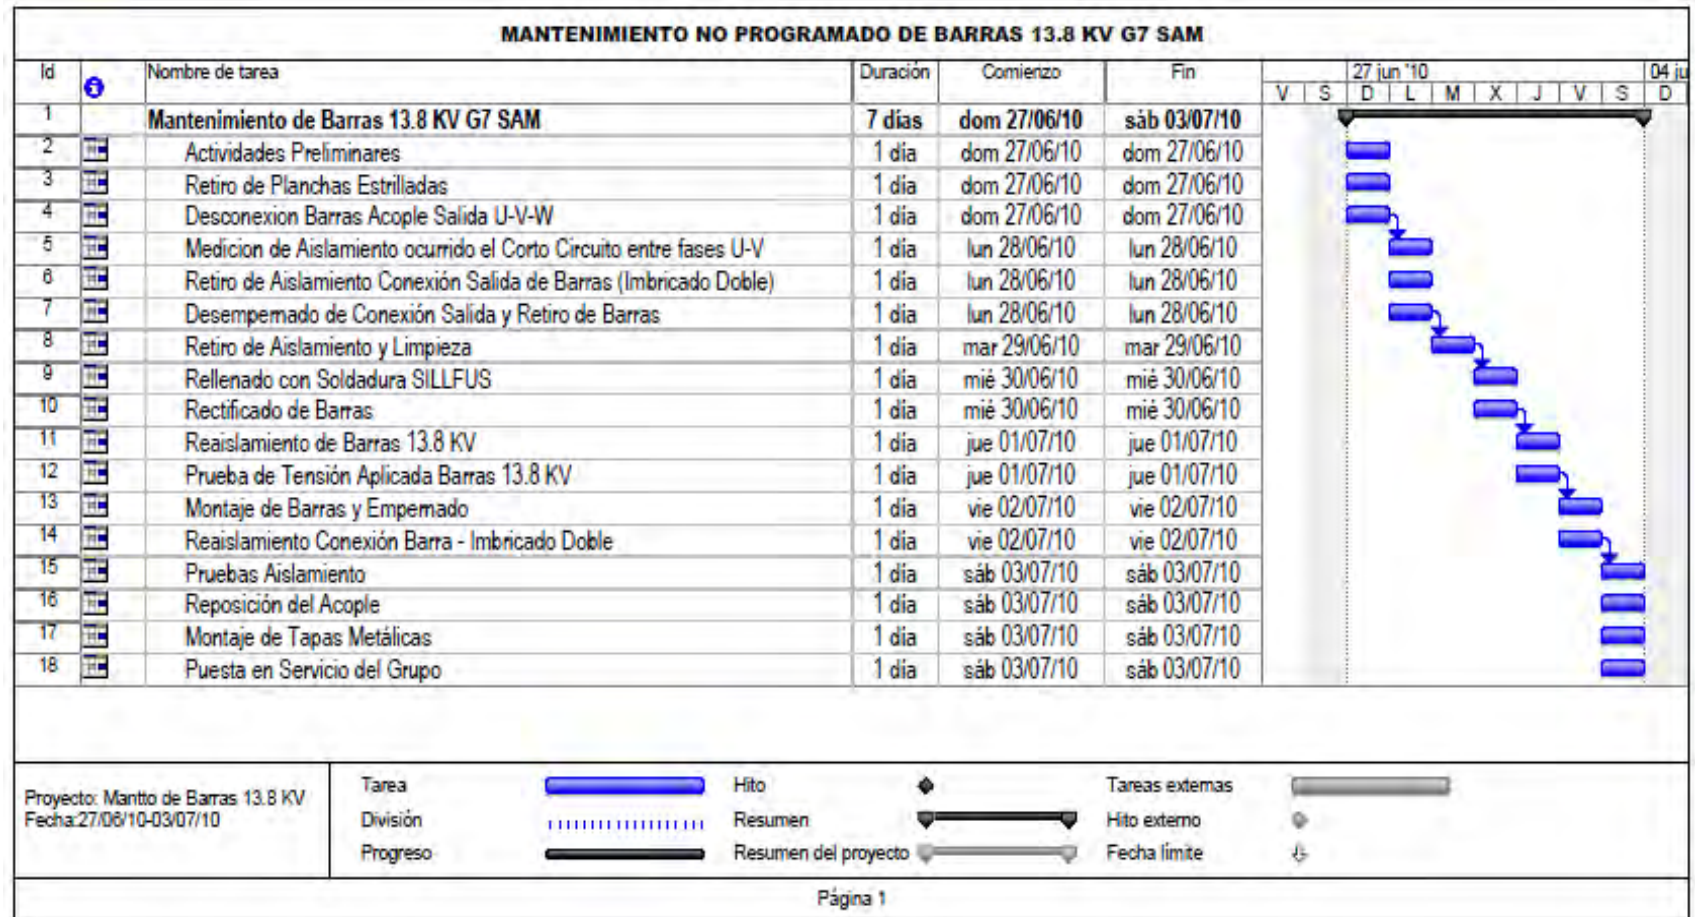 MANTENIMIENTO NO PROGRAMADO DE BARRAS 13.8 KV G7 SAM
Id Nombre de tarea Duración Comienzo Fin 27 jun '10 04 ju
V S D L M X J V S D
1 Mantenimiento de Barras 13.8 KV G7 SAM 7 días dom 27/06/10 sáb 03/07/10
2 Actividades Preliminares 1 día dom 27/06/10 dom 27/06/10
3 Retiro de Planchas Estrilladas 1 día dom 27/06/10 dom 27/06/10
4 Desconexion Barras Acople Salida U-V-W 1 día dom 27/06/10 dom 27/06/10
5 Medicion de Aislamiento ocurrido el Corto Circuito entre fases U-V 1 día lun 28/06/10 lun 28/06/10
6 Retiro de Aislamiento Conexión Salida de Barras (Imbricado Doble) 1 día lun 28/06/10 lun 28/06/10
7 Desempernado de Conexión Salida y Retiro de Barras 1 día lun 28/06/10 lun 28/06/10
8 Retiro de Aislamiento y Limpieza 1 día mar 29/06/10 mar 29/06/10
9 Rellenado con Soldadura SILLFUS 1 día mié 30/06/10 mié 30/06/10
10 Rectificado de Barras 1 día mié 30/06/10 mié 30/06/10
11 Reaislamiento de Barras 13.8 KV 1 día jue 01/07/10 jue 01/07/10
12 Prueba de Tensión Aplicada Barras 13.8 KV 1 día jue 01/07/10 jue 01/07/10
13 Montaje de Barras y Empernado 1 día vie 02/07/10 vie 02/07/10
14 Reaislamiento Conexión Barra - Imbricado Doble 1 día vie 02/07/10 vie 02/07/10
15 Pruebas Aislamiento 1 día sáb 03/07/10 sáb 03/07/10
16 Reposición del Acople 1 día sáb 03/07/10 sáb 03/07/10
17 Montaje de Tapas Metálicas 1 día sáb 03/07/10 sáb 03/07/10
18 Puesta en Servicio del Grupo 1 día sáb 03/07/10 sáb 03/07/10
Proyecto: Mantto de Barras 13.8 KV
Fecha:27/06/10-03/07/10
Tarea Hito Tareas externas
División Resumen Hito externo
Progreso Resumen del proyecto Fecha límite
Página 1